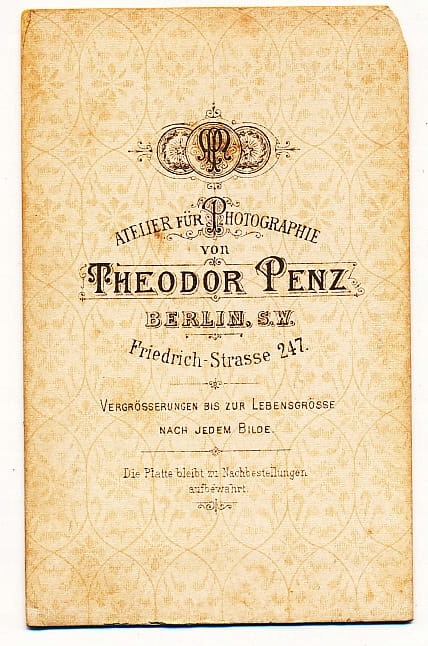 ATELIER FÜR PHOTOGRAPHIE
VON
THEODOR PENZ
BERLIN, S.W.
Friedrich-Strasse 247.
VERGRÖSSERUNGEN BIS ZUR LEBENSGRÖSSE
NACH JEDEM BILDE.
Die Platte bleibt zu Nachbestellungen
aufbewahrt.